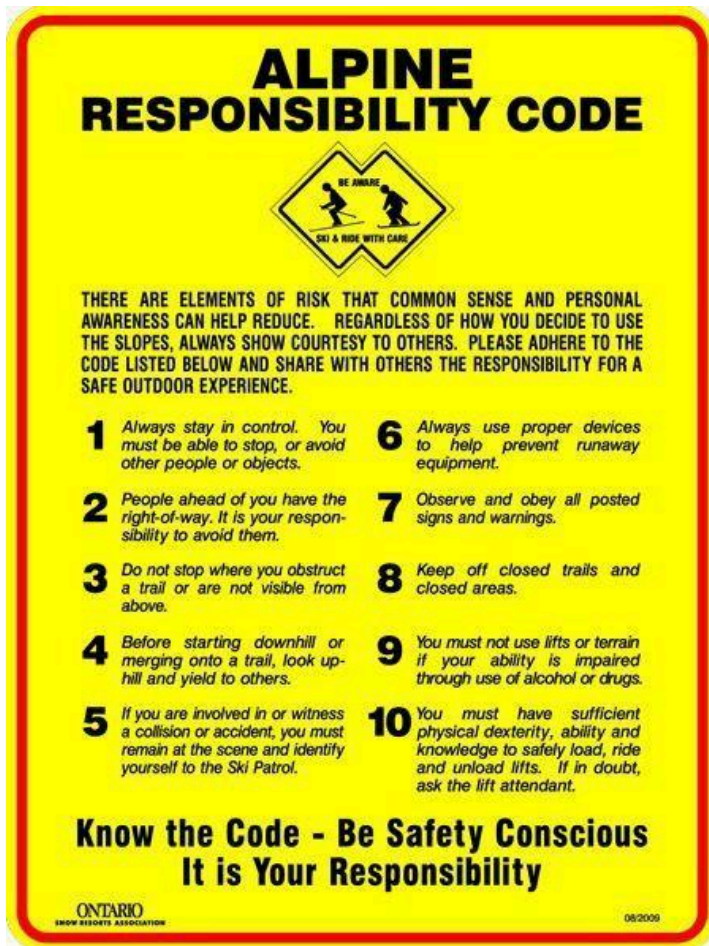 ALPINE
RESPONSIBILITY CODE
BE AWARE
SKI & RIDE WITH CARE
THERE ARE ELEMENTS OF RISK THAT COMMON SENSE AND PERSONAL
AWARENESS CAN HELP REDUCE. REGARDLESS OF HOW YOU DECIDE TO USE
THE SLOPES, ALWAYS SHOW COURTESY TO OTHERS. PLEASE ADHERE TO THE
CODE LISTED BELOW AND SHARE WITH OTHERS THE RESPONSIBILITY FOR A
SAFE OUTDOOR EXPERIENCE.
1 Always stay in control. You
must be able to stop, or avoid
other people or objects.
2 People ahead of you have the
right-of-way. It is your respon-
sibility to avoid them.
3 Do not stop where you obstruct
a trail or are not visible from
above.
4 Before starting downhill or
merging onto a trail, look up-
hill and yield to others.
5 If you are involved in or witness
a collision or accident, you must
remain at the scene and identify
yourself to the Ski Patrol.
6 Always use proper devices
to help prevent runaway
equipment.
7 Observe and obey all posted
signs and warnings.
8 Keep off closed trails and
closed areas.
9 You must not use lifts or terrain
if your ability is impaired
through use of alcohol or drugs.
10 You must have sufficient
physical dexterity, ability and
knowledge to safely load, ride
and unload lifts. If in doubt,
ask the lift attendant.
Know the Code - Be Safety Conscious
It is Your Responsibility
ONTARIO
SNOW RESORTS ASSOCIATION
08/2009